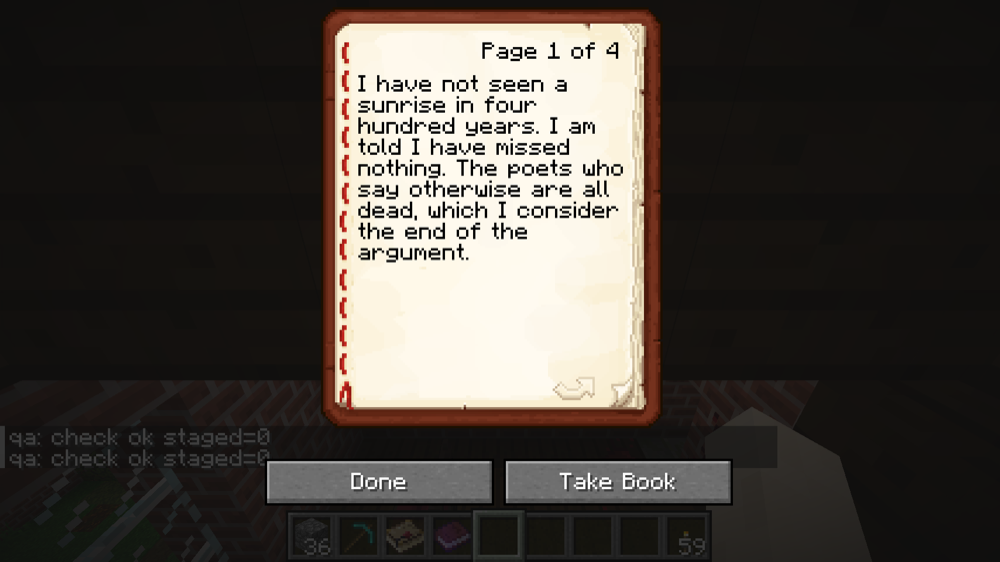 Page 1 of 4
I have not seen a
sunrise in four
hundred years. I am
told I have missed
nothing. The poets who
say otherwise are all
dead, which I consider
the end of the
argument.
qa: check ok staged=0
qa: check ok staged=0
Done
Take Book
36
59